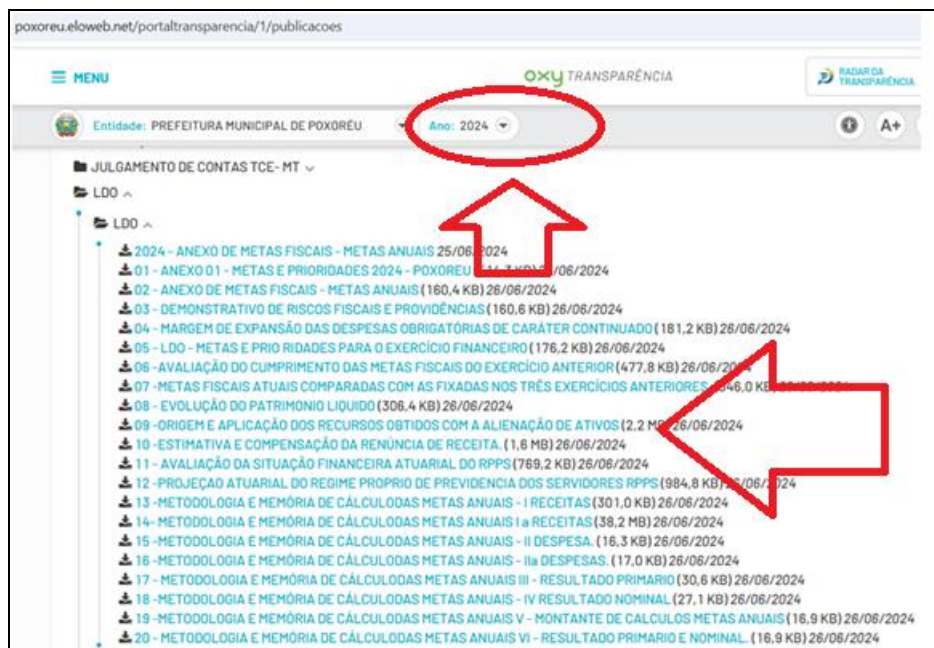 poxoreu.eloweb.net/portaltransparencia/1/publicacoes
MENU
oxy TRANSPARÊNCIA
RADAR DA
TRANSPARÊNCIA
Entidade: PREFEITURA MUNICIPAL DE POXORÉU
Ano: 2024
A+
JULGAMENTO DE CONTAS TCE- MT
LDO
LDO
2024 - ANEXO DE METAS FISCAIS - METAS ANUAIS 25/06/2024
01 - ANEXO 01 - METAS E PRIORIDADES 2024 - POXOREU KB) /06/2024
02 - ANEXO DE METAS FISCAIS - METAS ANUAIS (160,4 KB) 26/06/2024
03 - DEMONSTRATIVO DE RISCOS FISCAIS E PROVIDÊNCIAS (160,6 KB) 26/06/2024
04 - MARGEM DE EXPANSÃO DAS DESPESAS OBRIGATÓRIAS DE CARÁTER CONTINUADO (181,2 KB) 26/06/2024
05 - LDO - METAS E PRIO RIDADES PARA O EXERCÍCIO FINANCEIRO (176,2 KB) 26/06/2024
06 - AVALIAÇÃO DO CUMPRIMENTO DAS METAS FISCAIS DO EXERCÍCIO ANTERIOR (477,8 KB) 26/06/2024
07 -METAS FISCAIS ATUAIS COMPARADAS COM AS FIXADAS NOS TRÊS EXERCÍCIOS ANTERIORES
08 - EVOLUÇÃO DO PATRIMONIO LIQUIDO (306,4 KB) 26/06/2024
09 -ORIGEM E APLICAÇÃO DOS RECURSOS OBTIDOS COM A ALIENAÇÃO DE ATIVOS (2,2 MB) 26/06/2024
10 -ESTIMATIVA E COMPENSAÇÃO DA RENÚNCIA DE RECEITA. (1,6 MB) 26/06/2024
11 - AVALIAÇÃO DA SITUAÇÃO FINANCEIRA ATUARIAL DO RPPS (769,2 KB) 26/06/2024
12 -PROJEÇAO ATUARIAL DO REGIME PROPRIO DE PREVIDENCIA DOS SERVIDORES RPPS (984,8 KB) 26/06/2024
13 -METODOLOGIA E MEMÓRIA DE CÁLCULODAS METAS ANUAIS - I RECEITAS (301,0 KB) 26/06/2024
14- METODOLOGIA E MEMÓRIA DE CÁLCULODAS METAS ANUAIS I a RECEITAS (38,2 MB) 26/06/2024
15 -METODOLOGIA E MEMÓRIA DE CÁLCULODAS METAS ANUAIS - II DESPESA. (16,3 KB) 26/06/2024
16 -METODOLOGIA E MEMÓRIA DE CÁLCULODAS METAS ANUAIS - IIa DESPESAS. (17,0 KB) 26/06/2024
17 - METODOLOGIA E MEMÓRIA DE CÁLCULODAS METAS ANUAIS III - RESULTADO PRIMARIO (30,6 KB) 26/06/2024
18 -METODOLOGIA E MEMÓRIA DE CÁLCULODAS METAS ANUAIS - IV RESULTADO NOMINAL (27,1 KB) 26/06/2024
19 -METODOLOGIA E MEMÓRIA DE CÁLCULODAS METAS ANUAIS V - MONTANTE DE CALCULOS METAS ANUAIS (16,9 KB) 26/06/2024
20 - METODOLOGIA E MEMÓRIA DE CÁLCULODAS METAS ANUAIS VI - RESULTADO PRIMARIO E NOMINAL. (16,9 KB) 26/06/2024